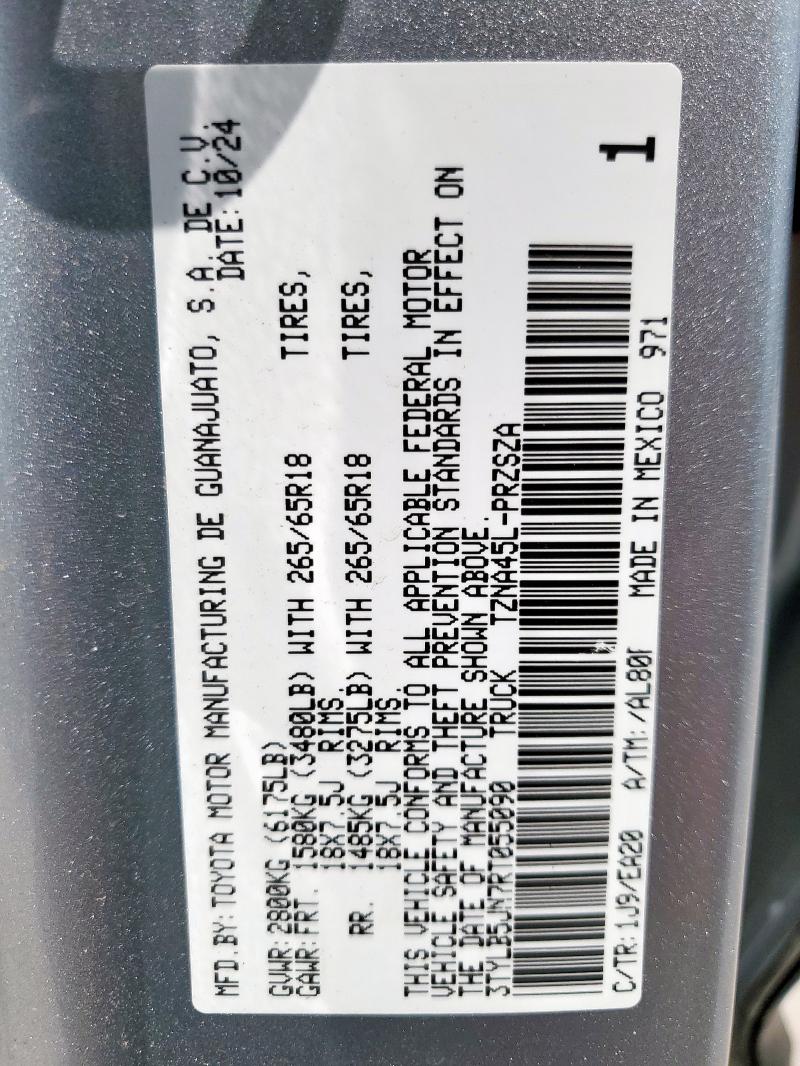 MFD.BY:TOYOTA MOTOR MANUFACTURING DE GUANAJUATO, S.A. DE C.V.
DATE:10/24
GVWR:2800KG (6175LB)
GAWR:FRT. 1580KG (3480LB) WITH 265/65R18 TIRES,
18X7.5J RIMS.
RR. 1485KG (3275LB) WITH 265/65R18 TIRES,
18X7.5J RIMS.
THIS VEHICLE CONFORMS TO ALL APPLICABLE FEDERAL MOTOR
VEHICLE SAFETY AND THEFT PREVENTION STANDARDS IN EFFECT ON
THE DATE OF MANUFACTURE SHOWN ABOVE.
3TYLB5JN7RT055090 TRUCK TZNA45L-PRZSZA
1
C/TR:1J9/EA20 A/TM:/AL80F MADE IN MEXICO 971